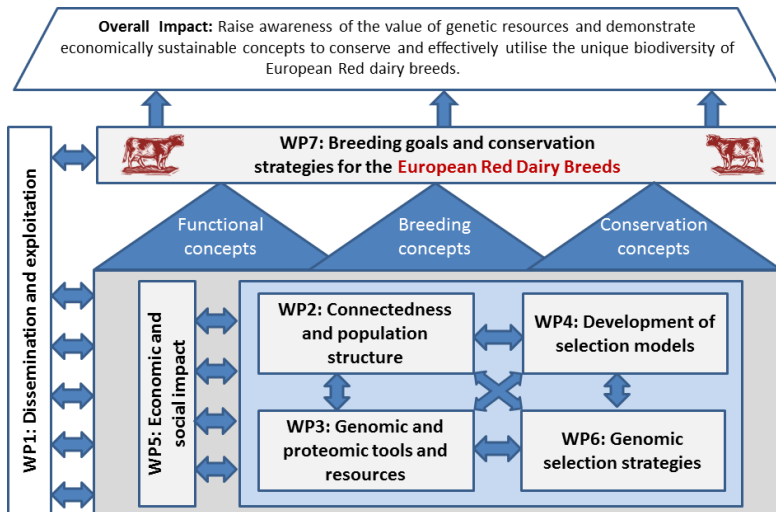 Overall Impact: Raise awareness of the value of genetic resources and demonstrate
economically sustainable concepts to conserve and effectively utilise the unique biodiversity of
European Red dairy breeds.
WP7: Breeding goals and conservation
strategies for the European Red Dairy Breeds
Functional
concepts
Breeding
concepts
Conservation
concepts
WP1: Dissemination and exploitation
WP5: Economic and
social impact
WP2: Connectedness
and population
structure
WP4: Development of
selection models
WP3: Genomic and
proteomic tools and
resources
WP6: Genomic
selection strategies